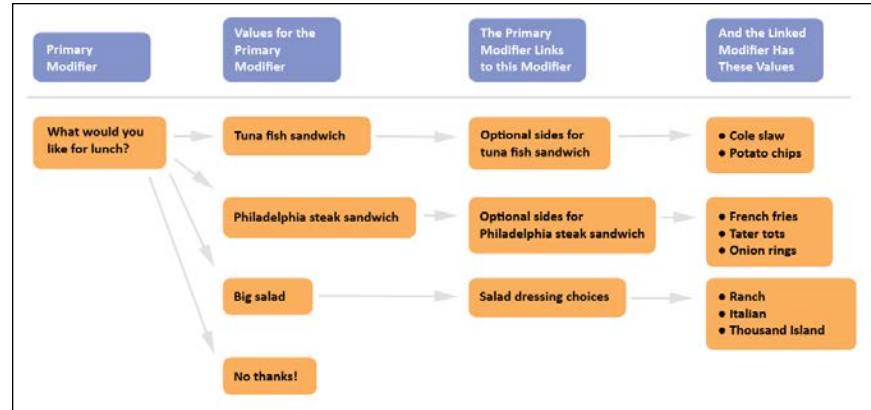 Primary
Modifier
Values for the
Primary
Modifier
The Primary
Modifier Links
to this Modifier
And the Linked
Modifier Has
These Values
What would you
like for lunch?
Tuna fish sandwich
Optional sides for
tuna fish sandwich
● Cole slaw
● Potato chips
Philadelphia steak sandwich
Optional sides for
Philadelphia steak sandwich
● French fries
● Tater tots
● Onion rings
Big salad
Salad dressing choices
● Ranch
● Italian
● Thousand Island
No thanks!